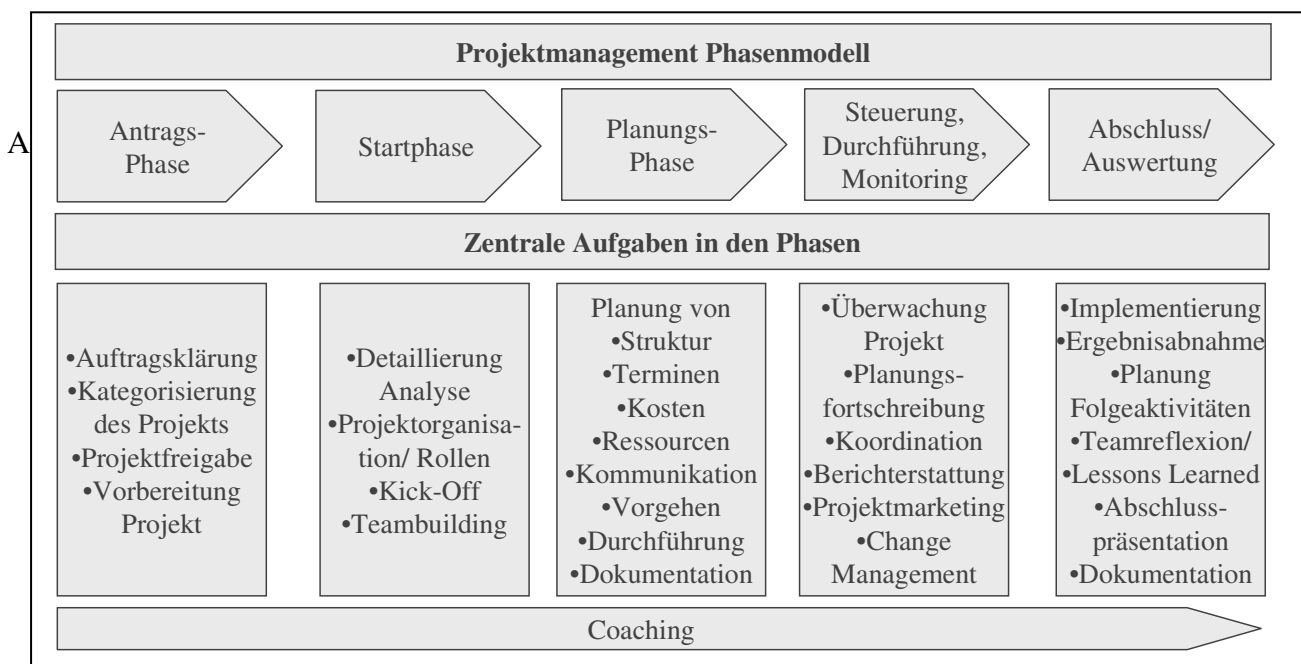 Projektmanagement Phasenmodell
A
Antrags-
Phase
Startphase
Planungs-
Phase
Steuerung,
Durchführung,
Monitoring
Abschluss/
Auswertung
Zentrale Aufgaben in den Phasen
•Auftragsklärung
•Kategorisierung
des Projekts
•Projektfreigabe
•Vorbereitung
Projekt
•Detaillierung
Analyse
•Projektorganisa-
tion/ Rollen
•Kick-Off
•Teambuilding
Planung von
•Struktur
•Terminen
•Kosten
•Ressourcen
•Kommunikation
•Vorgehen
•Durchführung
•Dokumentation
•Überwachung
Projekt
•Planungs-
fortschreibung
•Koordination
•Berichterstattung
•Projektmarketing
•Change
Management
•Implementierung
•Ergebnisabnahme
•Planung
Folgeaktivitäten
•Teamreflexion/
•Lessons Learned
•Abschluss-
präsentation
•Dokumentation
Coaching